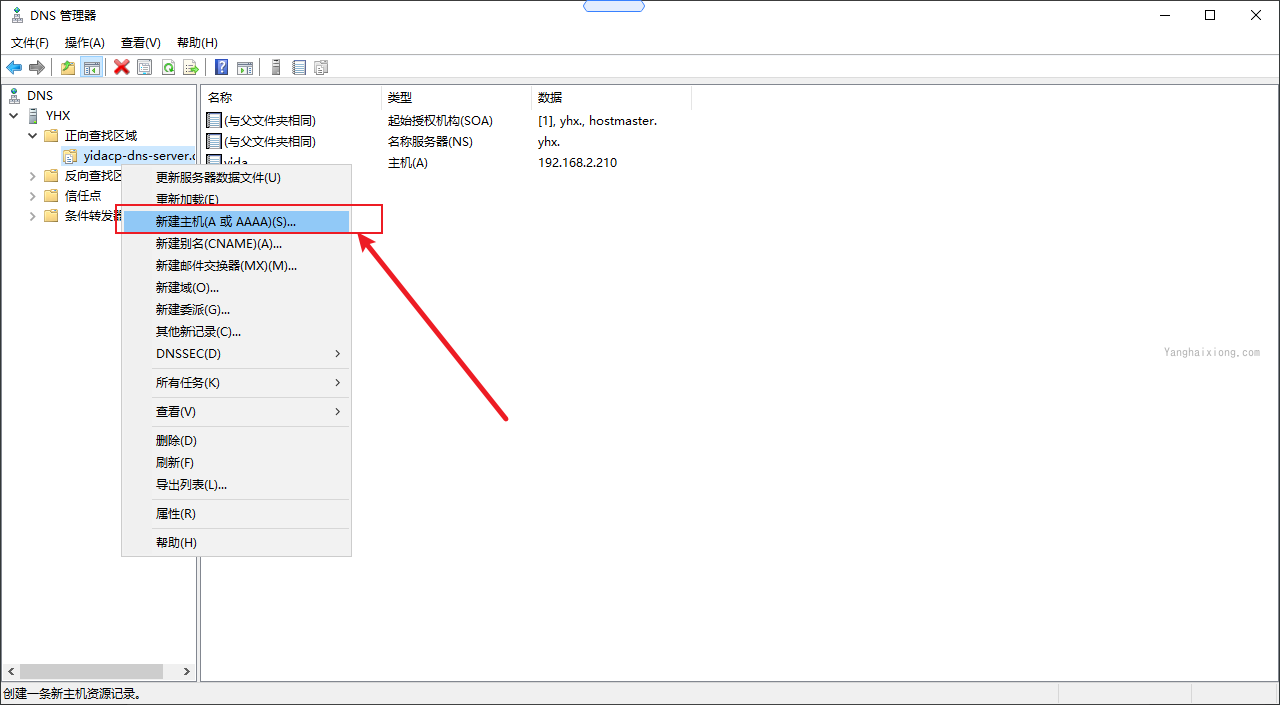 DNS 管理器
文件(F) 操作(A) 查看(V) 帮助(H)
DNS
YHX
正向查找区域
yidacp-dns-server.c
反向查找区
信任点
条件转发器
名称 类型 数据
(与父文件夹相同) 起始授权机构(SOA) [1], yhx., hostmaster.
(与父文件夹相同) 名称服务器(NS) yhx.
yida 主机(A) 192.168.2.210
更新服务器数据文件(U)
重新加载(E)
新建主机(A 或 AAAA)(S)...
新建别名(CNAME)(A)...
新建邮件交换器(MX)(M)...
新建域(O)...
新建委派(G)...
其他新记录(C)...
DNSSEC(D)
所有任务(K)
查看(V)
删除(D)
刷新(F)
导出列表(L)...
属性(R)
帮助(H)
Yanghaixiong.com
创建一条新主机资源记录。